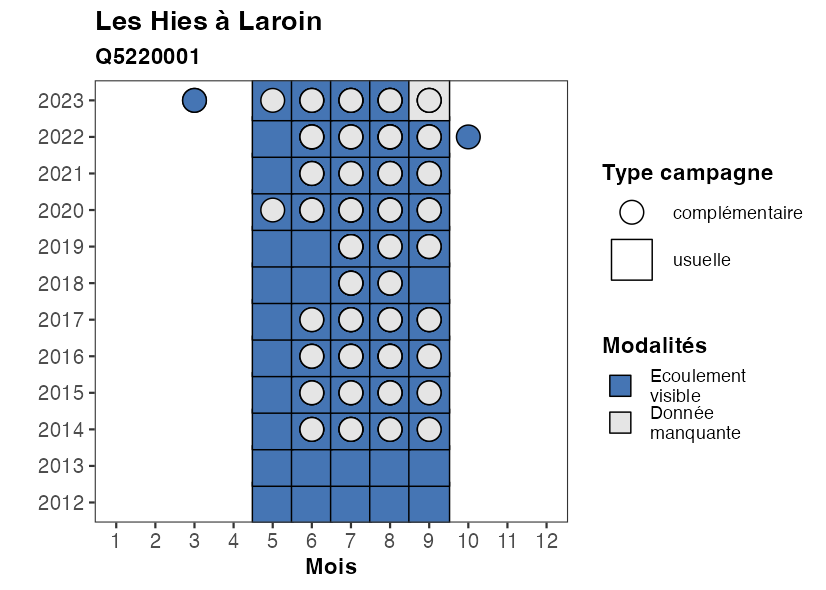 Les Hies à Laroin
Q5220001
2023
2022
2021
2020
2019
2018
2017
2016
2015
2014
2013
2012
1 2 3 4 5 6 7 8 9 10 11 12
Mois
Type campagne
complémentaire
usuelle
Modalités
Ecoulement
visible
Donnée
manquante